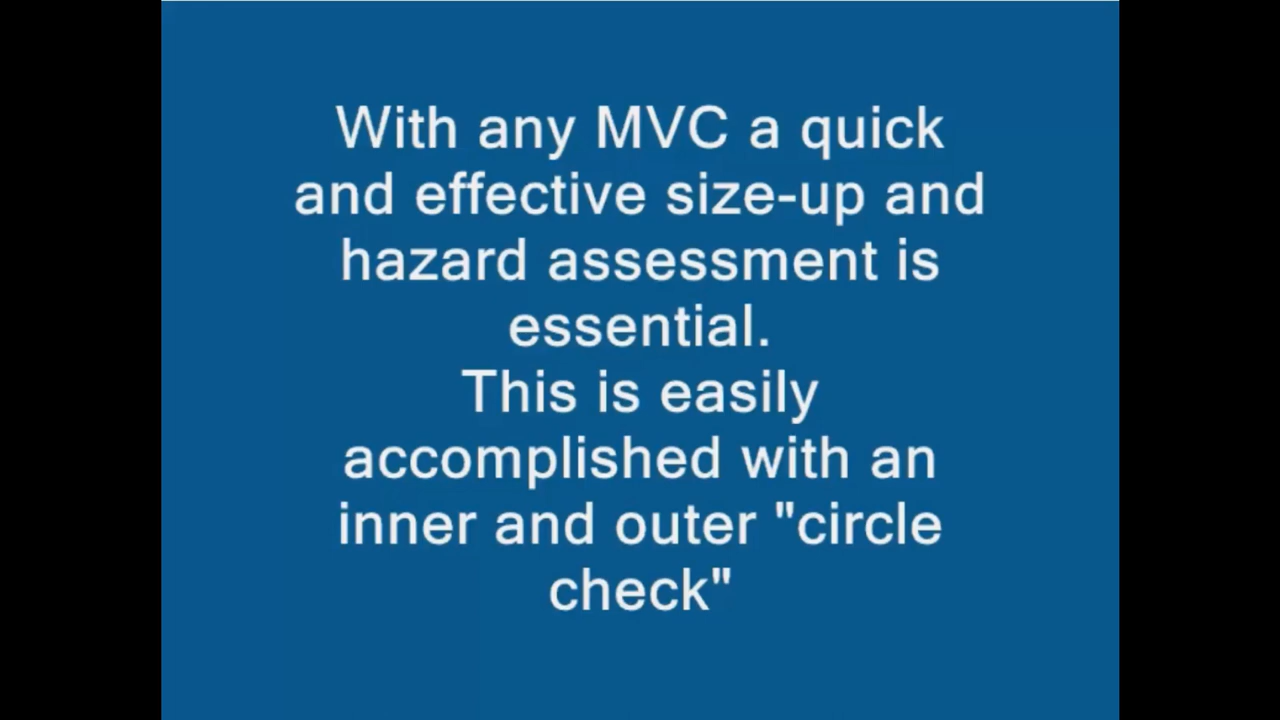 With any MVC a quick
and effective size-up and
hazard assessment is
essential.
This is easily
accomplished with an
inner and outer "circle
check"